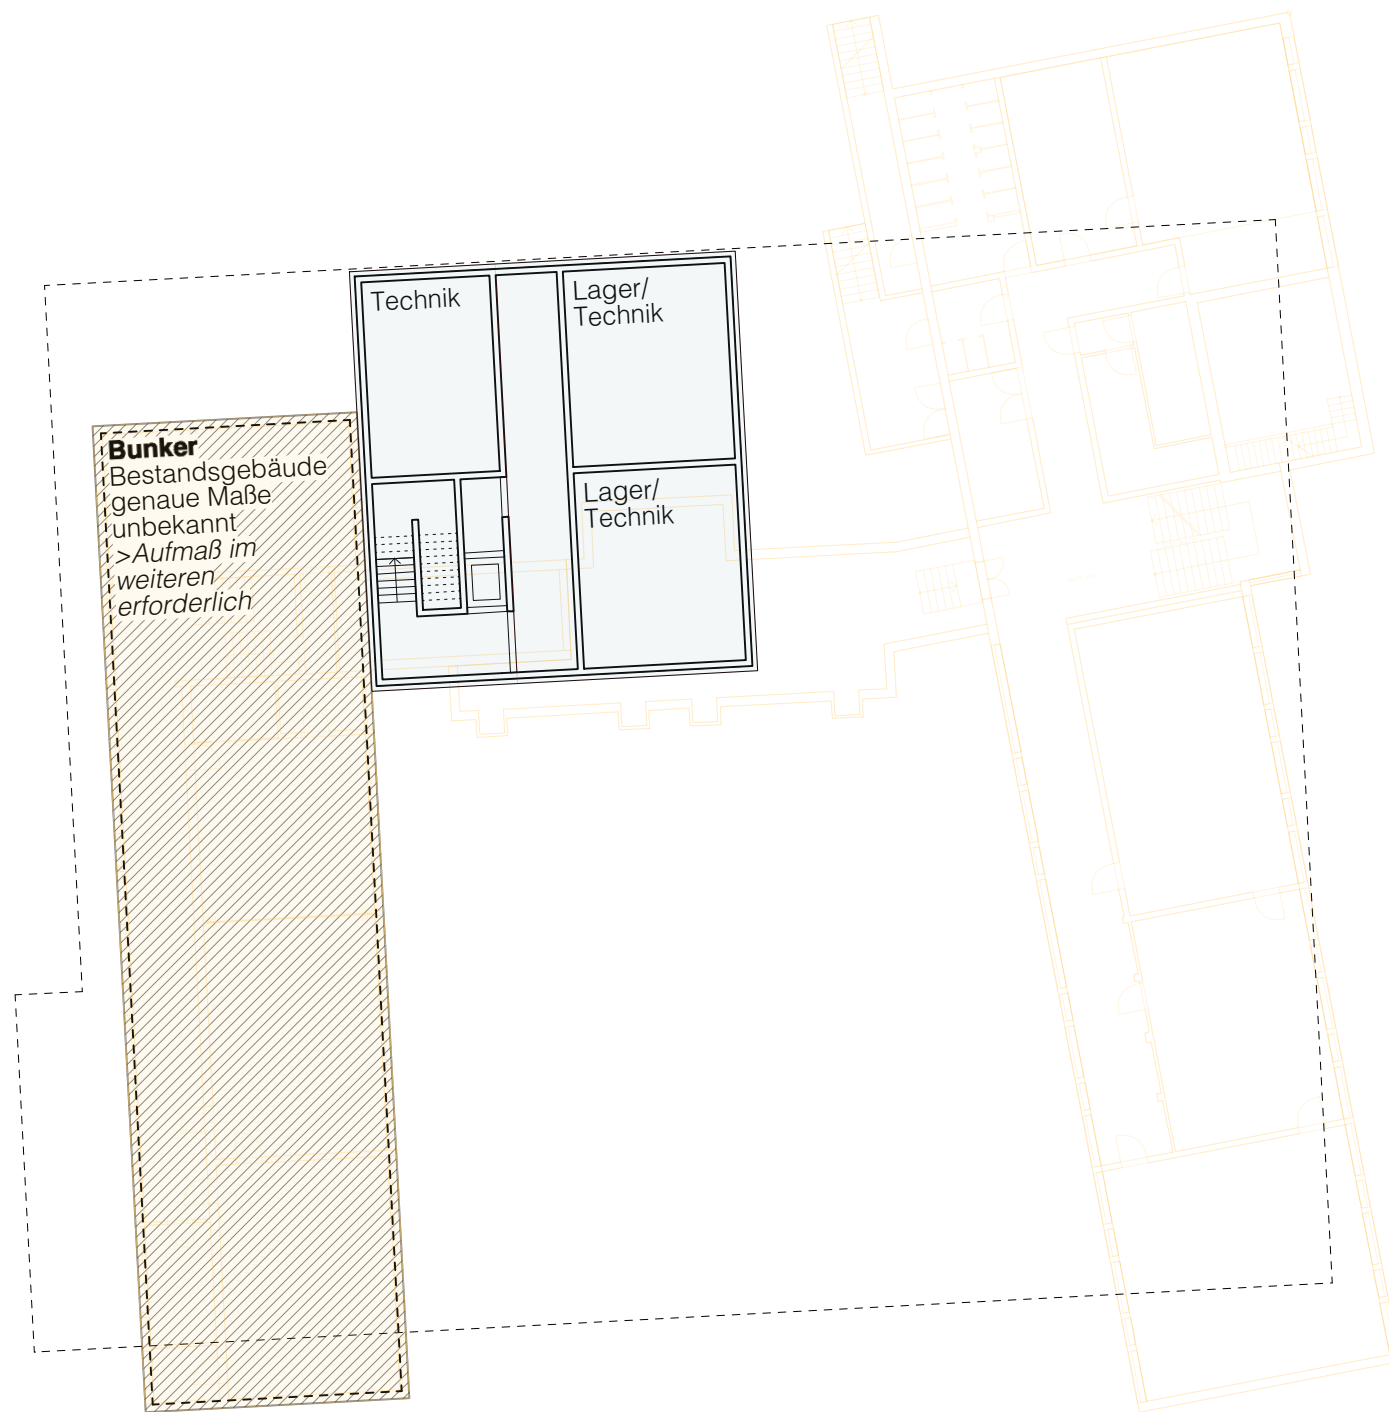 Technik
Lager/
Technik
Bunker
Bestandsgebäude
genaue Maße
unbekannt
>Aufmaß im
weiteren
erforderlich
Lager/
Technik